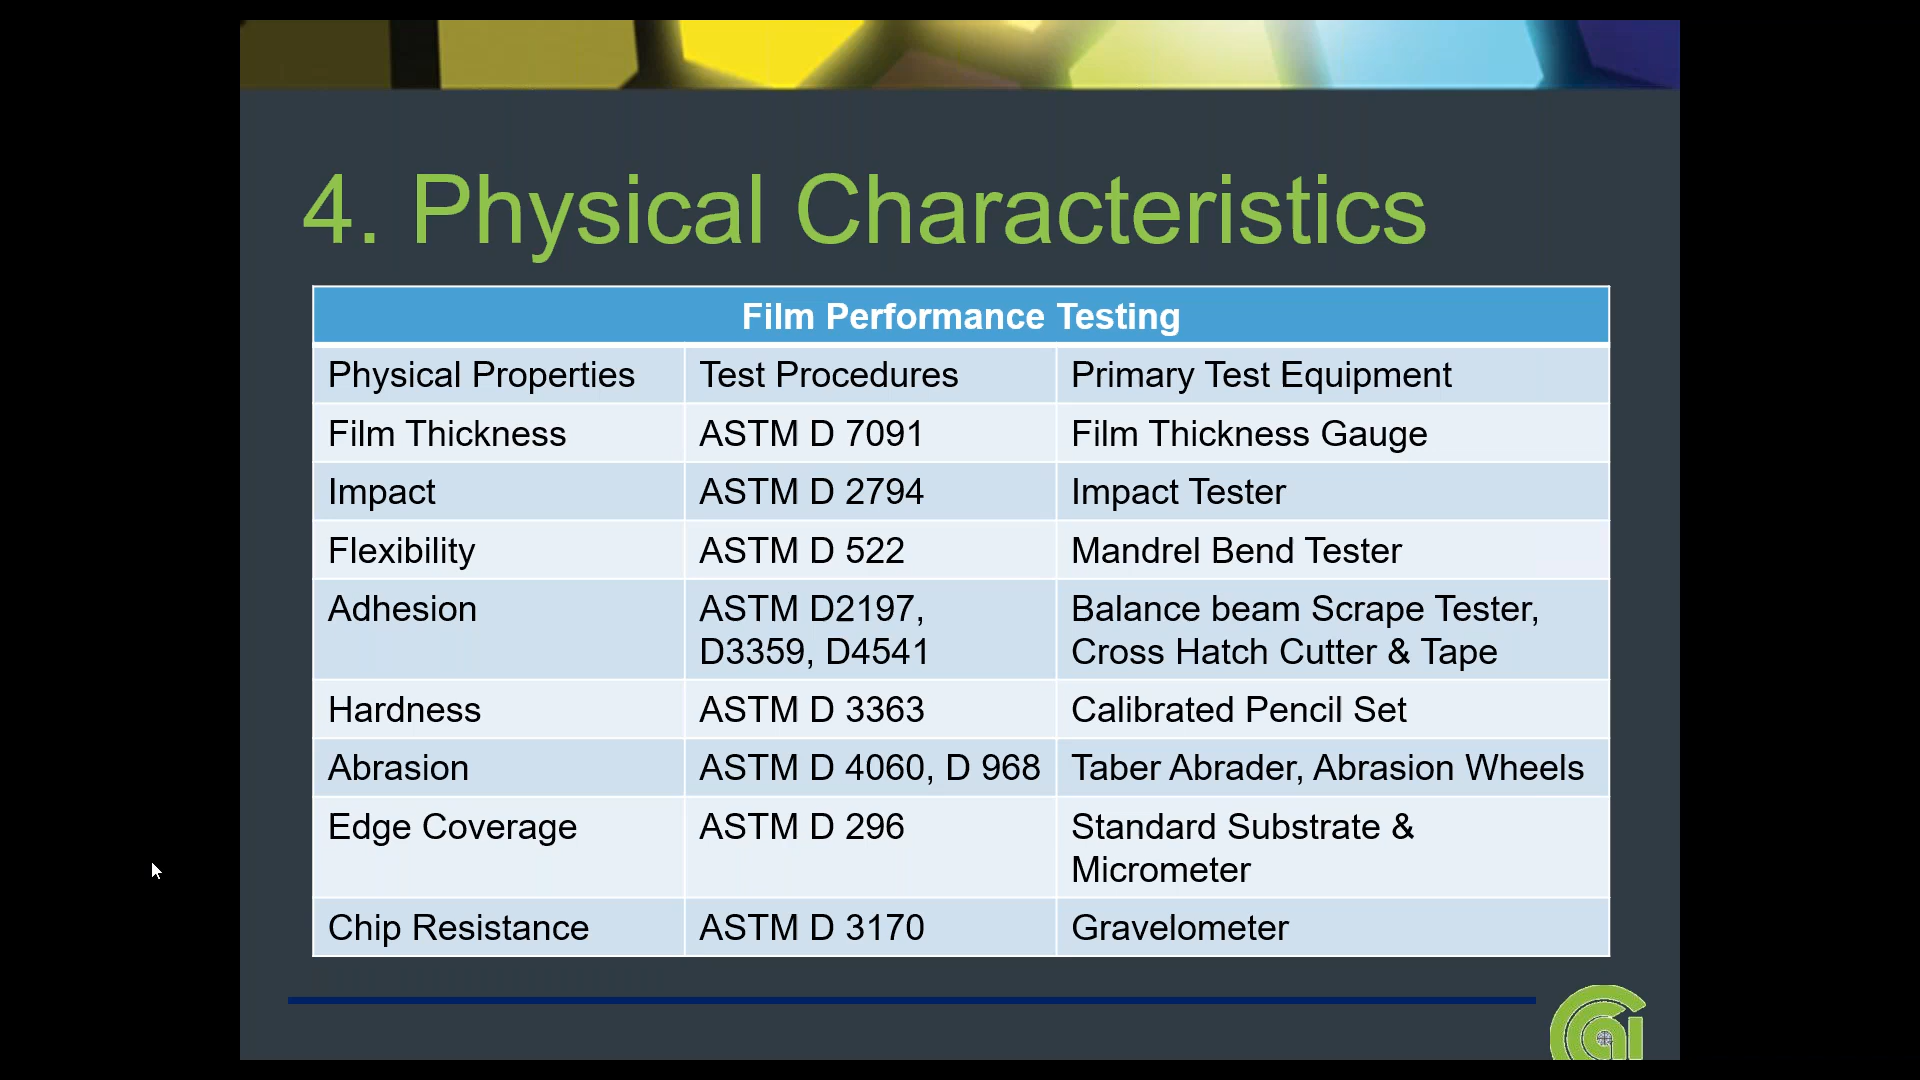 4. Physical Characteristics
Film Performance Testing
Physical Properties Test Procedures Primary Test Equipment
Film Thickness ASTM D 7091 Film Thickness Gauge
Impact ASTM D 2794 Impact Tester
Flexibility ASTM D 522 Mandrel Bend Tester
Adhesion ASTM D2197, Balance beam Scrape Tester,
D3359, D4541 Cross Hatch Cutter & Tape
Hardness ASTM D 3363 Calibrated Pencil Set
Abrasion ASTM D 4060, D 968 Taber Abrader, Abrasion Wheels
Edge Coverage ASTM D 296 Standard Substrate &
Micrometer
Chip Resistance ASTM D 3170 Gravelometer